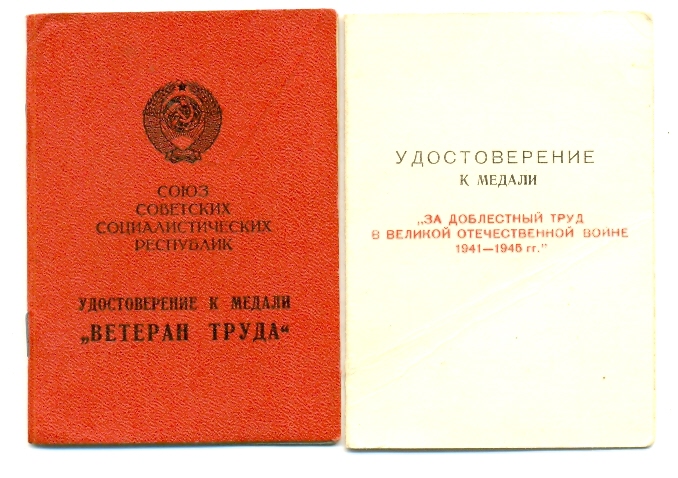 СОЮЗ
СОВЕТСКИХ
СОЦИАЛИСТИЧЕСКИХ
РЕСПУБЛИК
УДОСТОВЕРЕНИЕ К МЕДАЛИ
„ВЕТЕРАН ТРУДА“
УДОСТОВЕРЕНИЕ
К МЕДАЛИ
„ЗА ДОБЛЕСТНЫЙ ТРУД
В ВЕЛИКОЙ ОТЕЧЕСТВЕННОЙ ВОЙНЕ
1941—1945 гг."